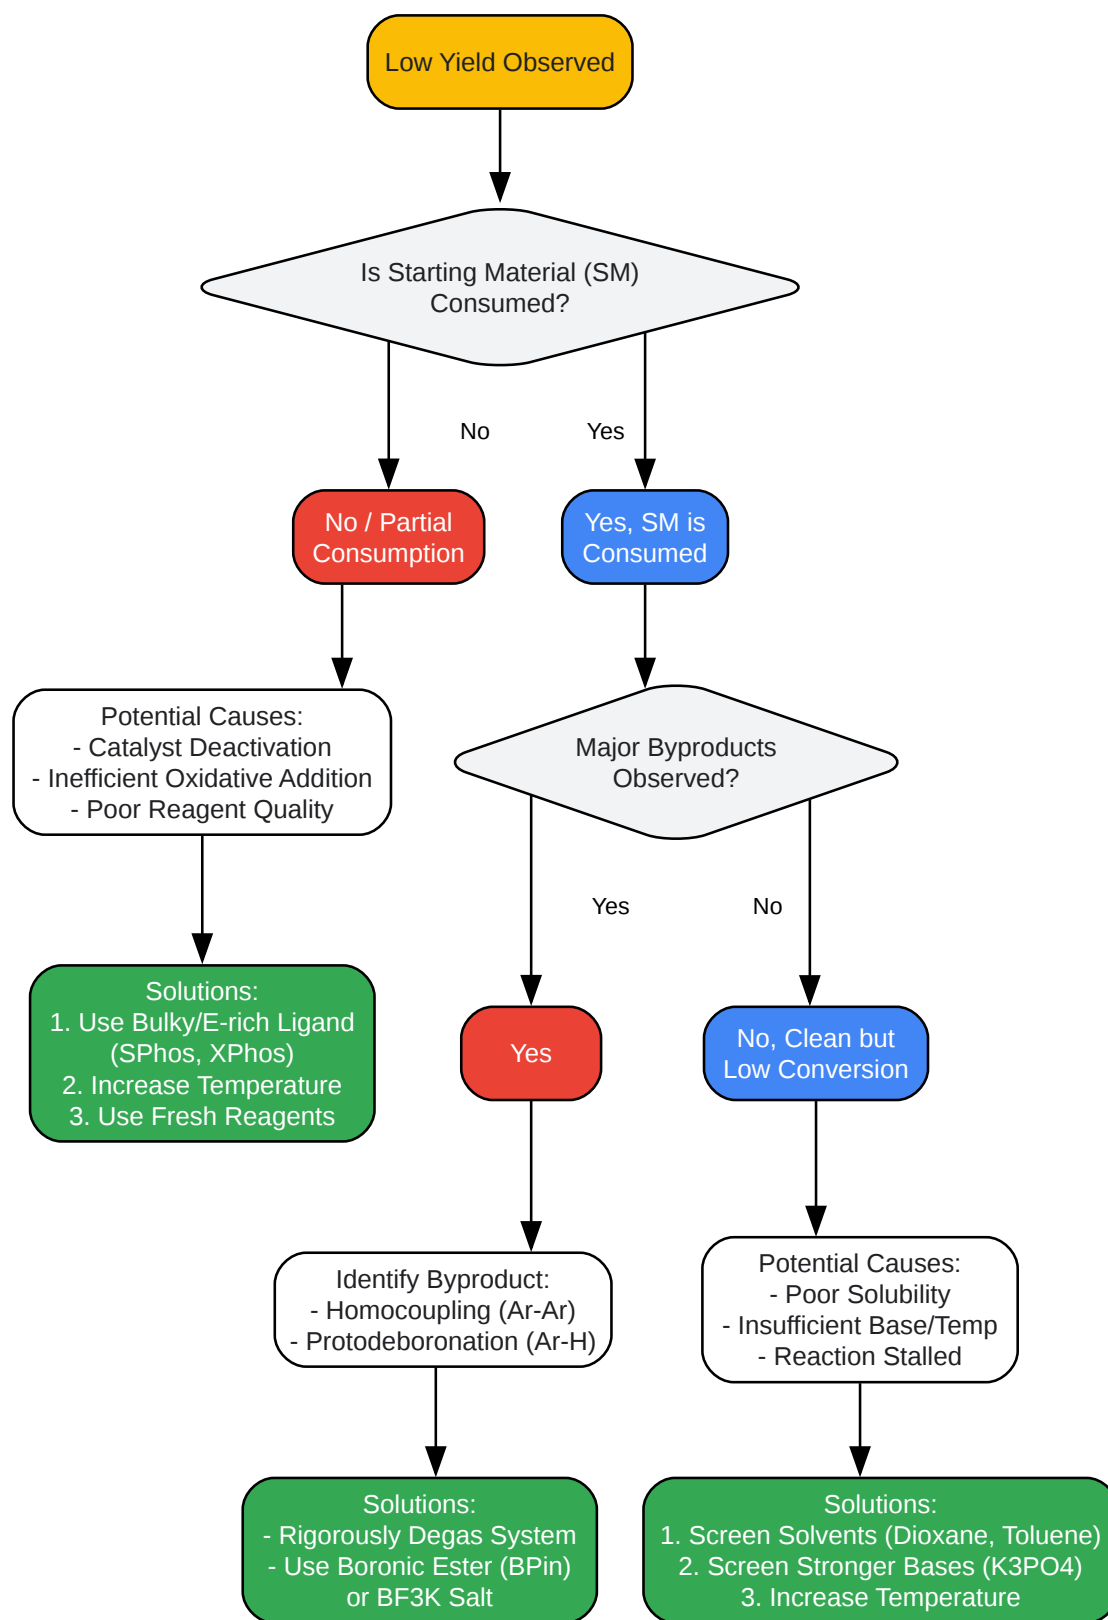 Low Yield Observed
Is Starting Material (SM)
Consumed?
No
Yes
No / Partial
Consumption
Yes, SM is
Consumed
Potential Causes:
- Catalyst Deactivation
- Inefficient Oxidative Addition
- Poor Reagent Quality
Major Byproducts
Observed?
Yes
No
Solutions:
1. Use Bulky/E-rich Ligand
(SPhos, XPhos)
2. Increase Temperature
3. Use Fresh Reagents
Yes
No, Clean but
Low Conversion
Identify Byproduct:
- Homocoupling (Ar-Ar)
- Protodeboronation (Ar-H)
Potential Causes:
- Poor Solubility
- Insufficient Base/Temp
- Reaction Stalled
Solutions:
- Rigorously Degas System
- Use Boronic Ester (BPin)
or BF3K Salt
Solutions:
1. Screen Solvents (Dioxane, Toluene)
2. Screen Stronger Bases (K3PO4)
3. Increase Temperature